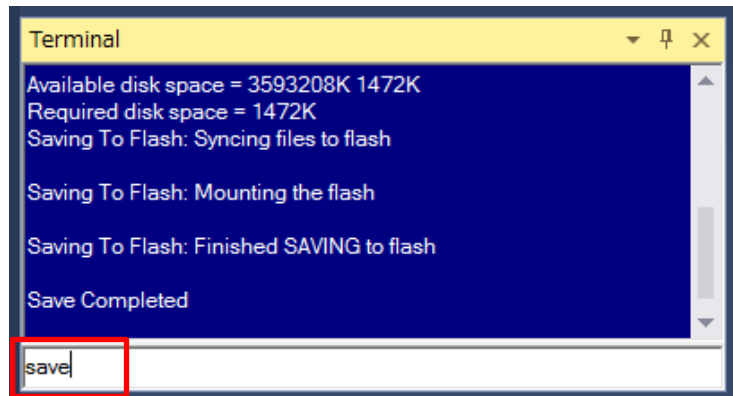 Terminal
Available disk space = 3593208K 1472K
Required disk space = 1472K
Saving To Flash: Syncing files to flash
Saving To Flash: Mounting the flash
Saving To Flash: Finished SAVING to flash
Save Completed
save